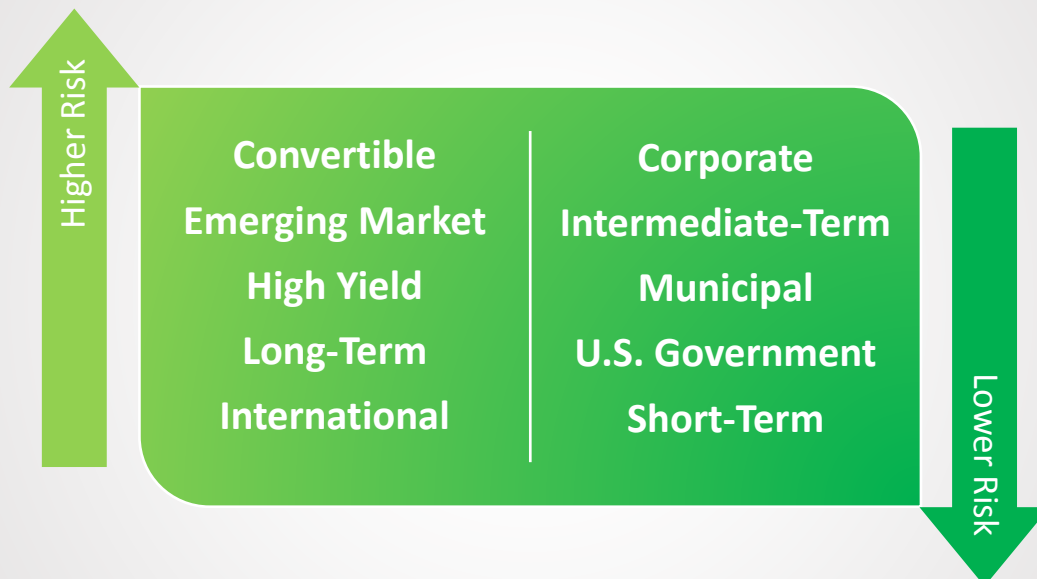 Higher Risk
Convertible
Emerging Market
High Yield
Long-Term
International
Corporate
Intermediate-Term
Municipal
U.S. Government
Short-Term
Lower Risk